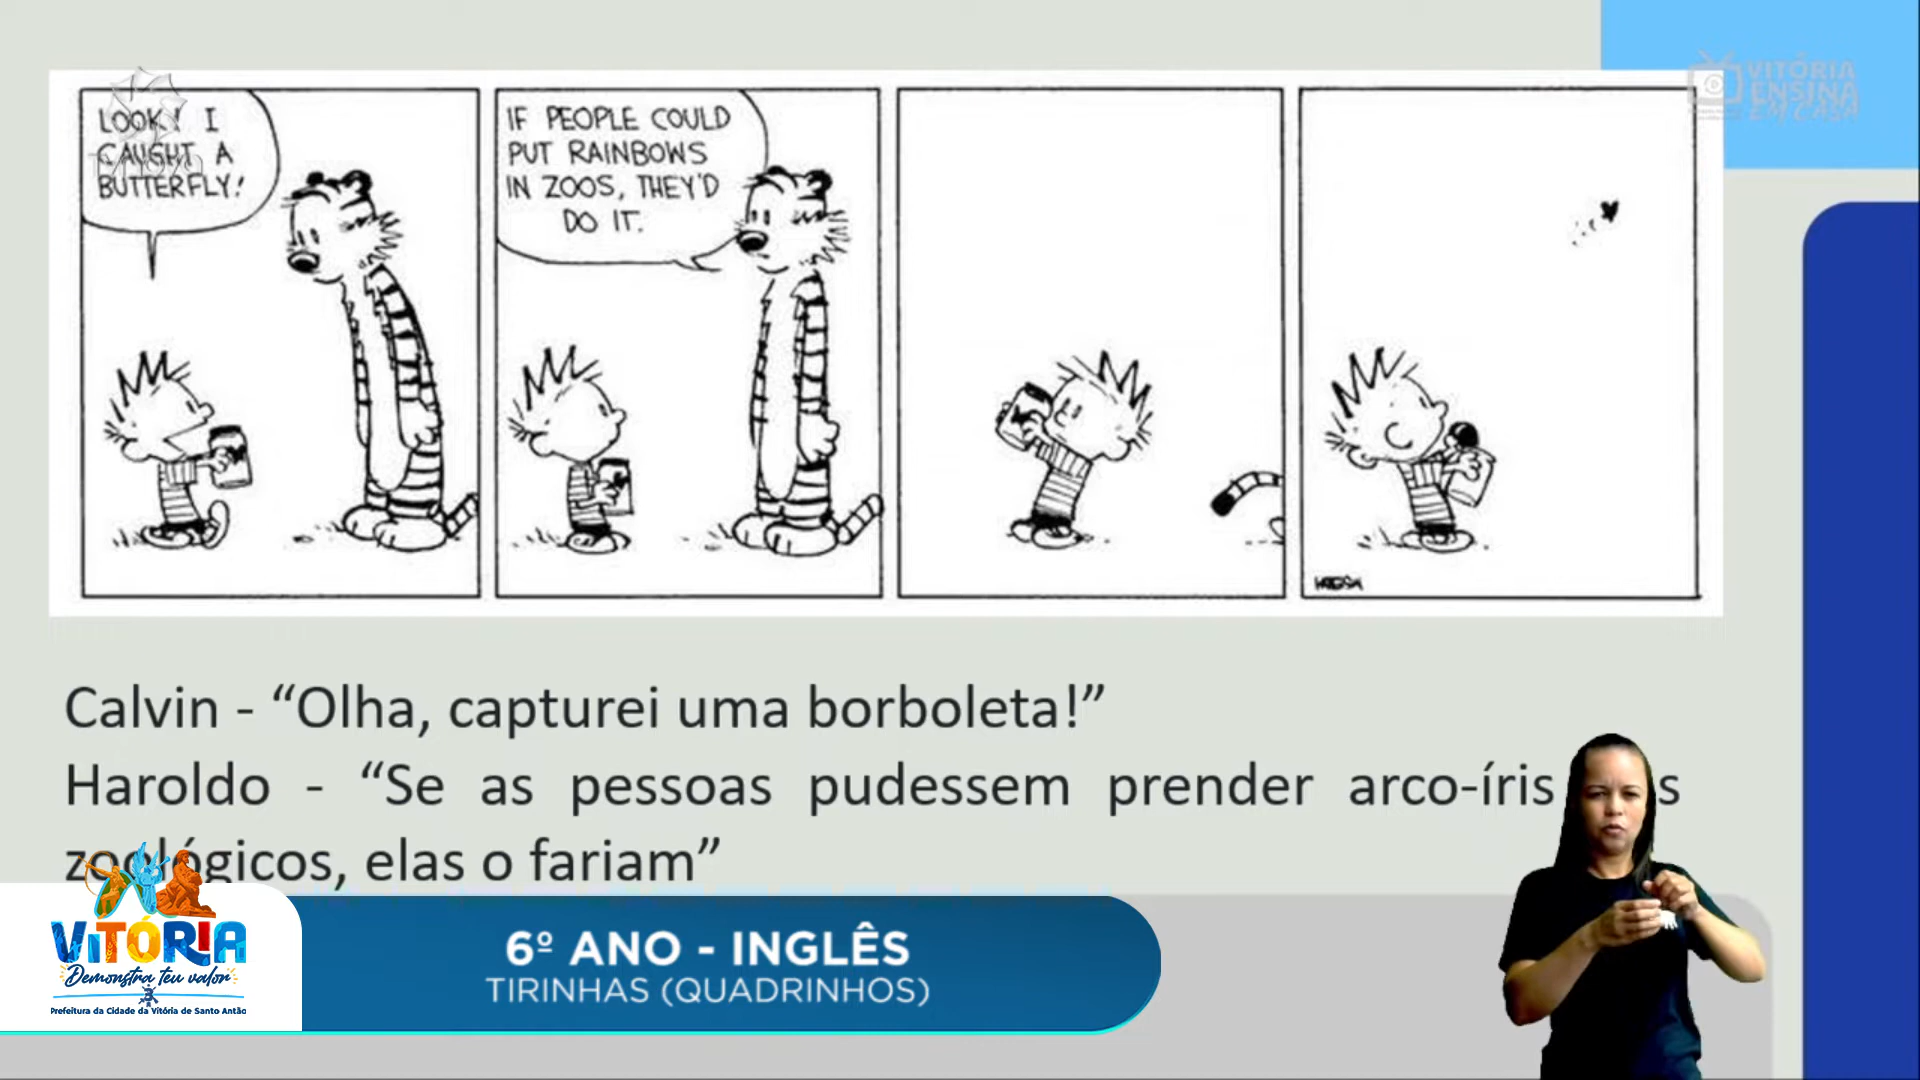 LOOK! I
CAUGHT A
BUTTERFLY!
IF PEOPLE COULD
PUT RAINBOWS
IN ZOOS, THEY'D
DO IT.
VITÓRIA
ENSINA
EM CASA
Calvin - “Olha, capturei uma borboleta!”
Haroldo - “Se as pessoas pudessem prender arco-íris
zoológicos, elas o fariam”
VITÓRIA
Demonstra teu valor
Prefeitura da Cidade da Vitória de Santo Antão
6º ANO - INGLÊS
TIRINHAS (QUADRINHOS)